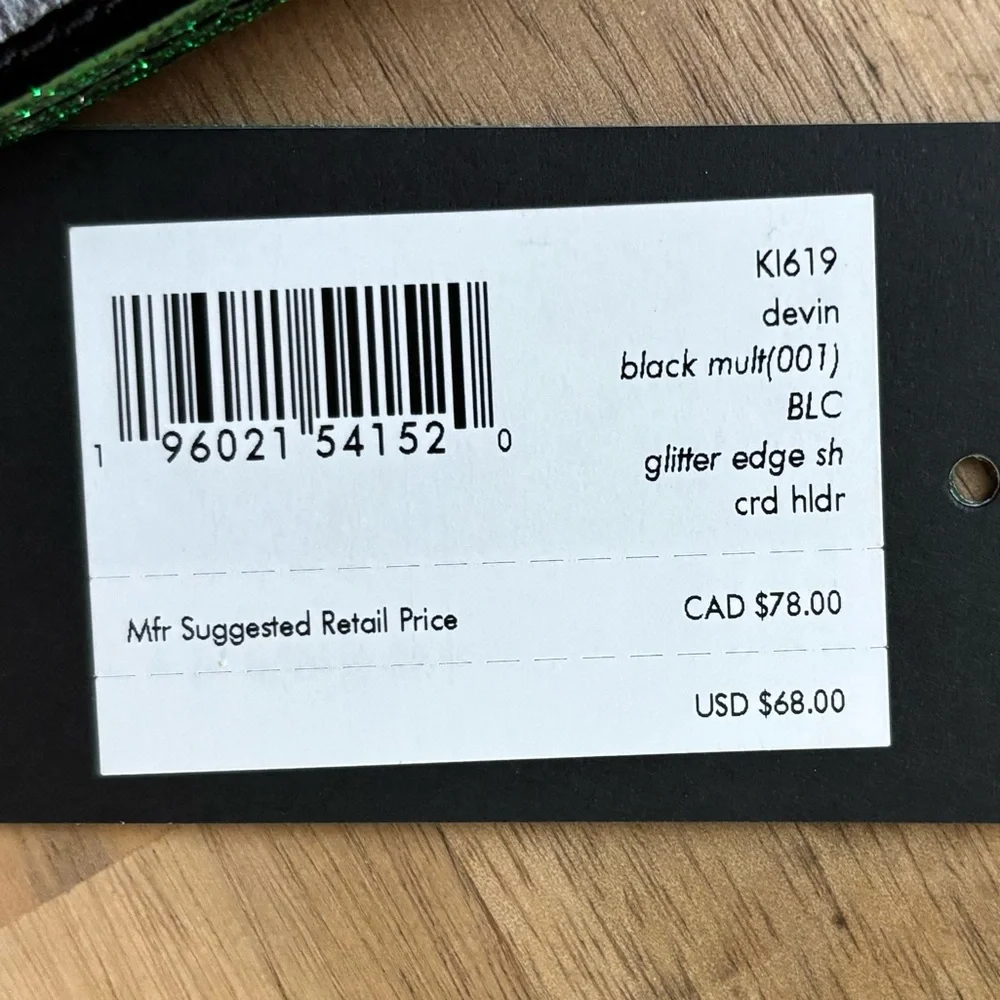 KI619
devin
black mult(001)
BLC
glitter edge sh
crd hldr
1 96021 54152 0
Mfr Suggested Retail Price CAD $78.00
USD $68.00